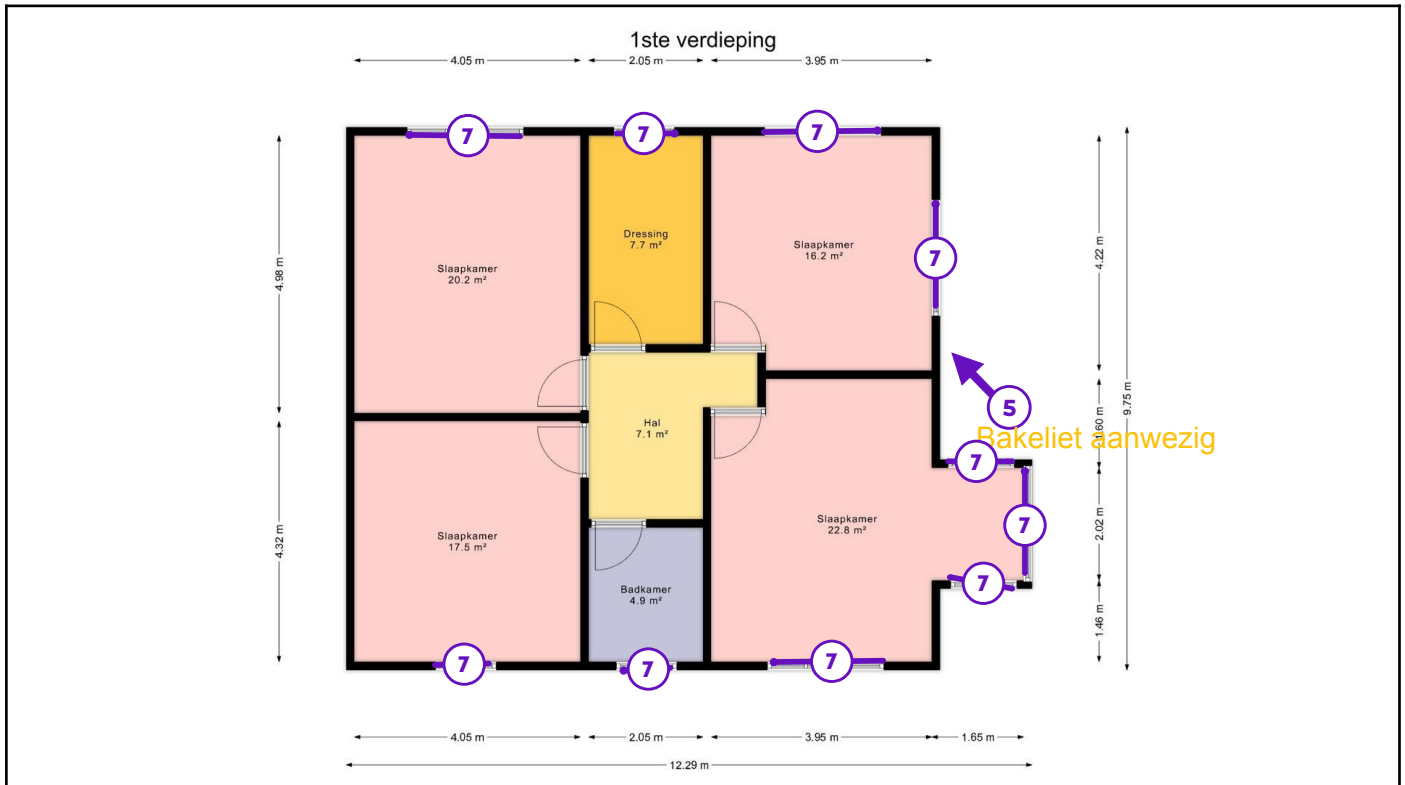 1ste verdieping
4.05 m
2.05 m
3.95 m
7
7
7
4.98 m
4.22 m
9.75 m
Dressing
7.7 m²
Slaapkamer
16.2 m²
7
Slaapkamer
20.2 m²
5
1.60 m
Bakeliet aanwezig
Hal
7.1 m²
7
4.32 m
Slaapkamer
17.5 m²
Slaapkamer
22.8 m²
7
2.02 m
7
Badkamer
4.9 m²
1.46 m
7
7
7
4.05 m
2.05 m
3.95 m
1.65 m
12.29 m